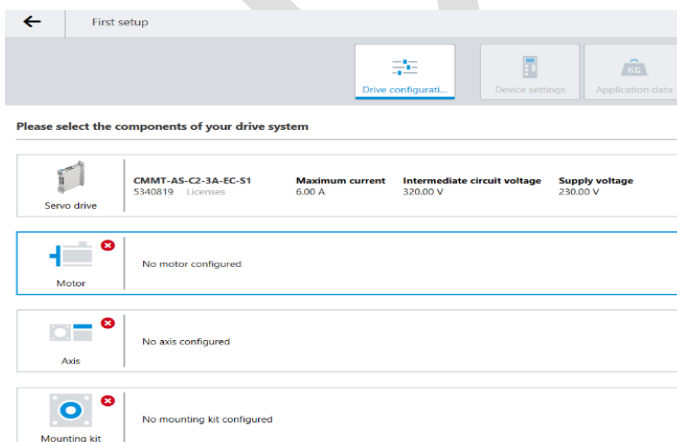 First setup
Drive configurati...
Device settings
KG
Application data
Please select the components of your drive system
CMMT-AS-C2-3A-EC-S1 Maximum current Intermediate circuit voltage Supply voltage
5340819 Licenses 6.00 A 320.00 V 230.00 V
Servo drive
No motor configured
Motor
No axis configured
Axis
No mounting kit configured
Mounting kit